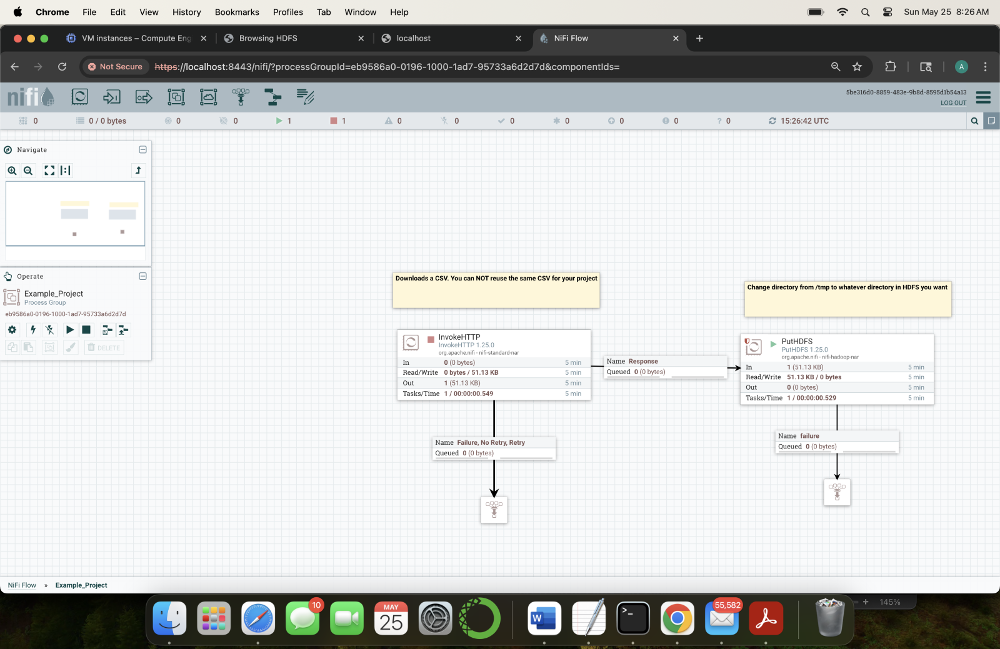 Chrome File Edit View History Bookmarks Profiles Tab Window Help Sun May 25 8:26 AM
VM instances – Compute Eng Browsing HDFS localhost NiFi Flow
Not Secure https://localhost:8443/nifi/?processGroupId=eb9586a0-0196-1000-1ad7-95733a6d2d7d&componentIds= A
nifi
5be316d0-8859-483e-9b8d-8595d1b54a13
LOG OUT
0 0 / 0 bytes 0 0 1 1 0 0 0 0 0 0 ? 0 15:26:42 UTC
Navigate
Operate
Example_Project
Process Group
eb9586a0-0196-1000-1ad7-95733a6d2d7d
DELETE
Downloads a CSV. You can NOT reuse the same CSV for your project
Change directory from /tmp to whatever directory in HDFS you want
InvokeHTTP
InvokeHTTP 1.25.0
org.apache.nifi - nifi-standard-nar
In 0 (0 bytes) 5 min
Read/Write 0 bytes / 51.13 KB 5 min
Out 1 (51.13 KB) 5 min
Tasks/Time 1 / 00:00:00.549 5 min
Name Response
Queued 0 (0 bytes)
PutHDFS
PutHDFS 1.25.0
org.apache.nifi - nifi-hadoop-nar
In 1 (51.13 KB) 5 min
Read/Write 51.13 KB / 0 bytes 5 min
Out 0 (0 bytes) 5 min
Tasks/Time 1 / 00:00:00.529 5 min
Name Failure, No Retry, Retry
Queued 0 (0 bytes)
Name failure
Queued 0 (0 bytes)
NiFi Flow » Example_Project
10
MAY
25
W
>_
55,582
145%